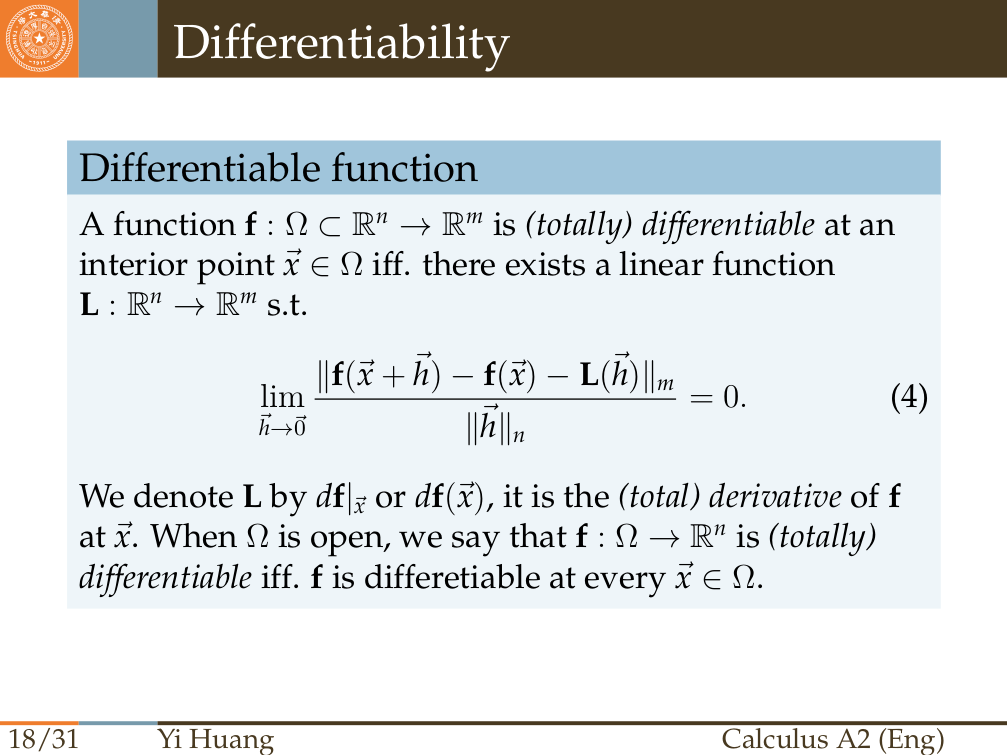 Differentiability
Differentiable function
A function f : Ω ⊂ ℝⁿ → ℝᵐ is (totally) differentiable at an
interior point x⃗ ∈ Ω iff. there exists a linear function
L : ℝⁿ → ℝᵐ s.t.
lim_{h⃗→0⃗} ‖f(x⃗ + h⃗) − f(x⃗) − L(h⃗)‖ₘ / ‖h⃗‖ₙ = 0. (4)
We denote L by df|_x⃗ or df(x⃗), it is the (total) derivative of f
at x⃗. When Ω is open, we say that f : Ω → ℝⁿ is (totally)
differentiable iff. f is differetiable at every x⃗ ∈ Ω.
18/31 Yi Huang Calculus A2 (Eng)